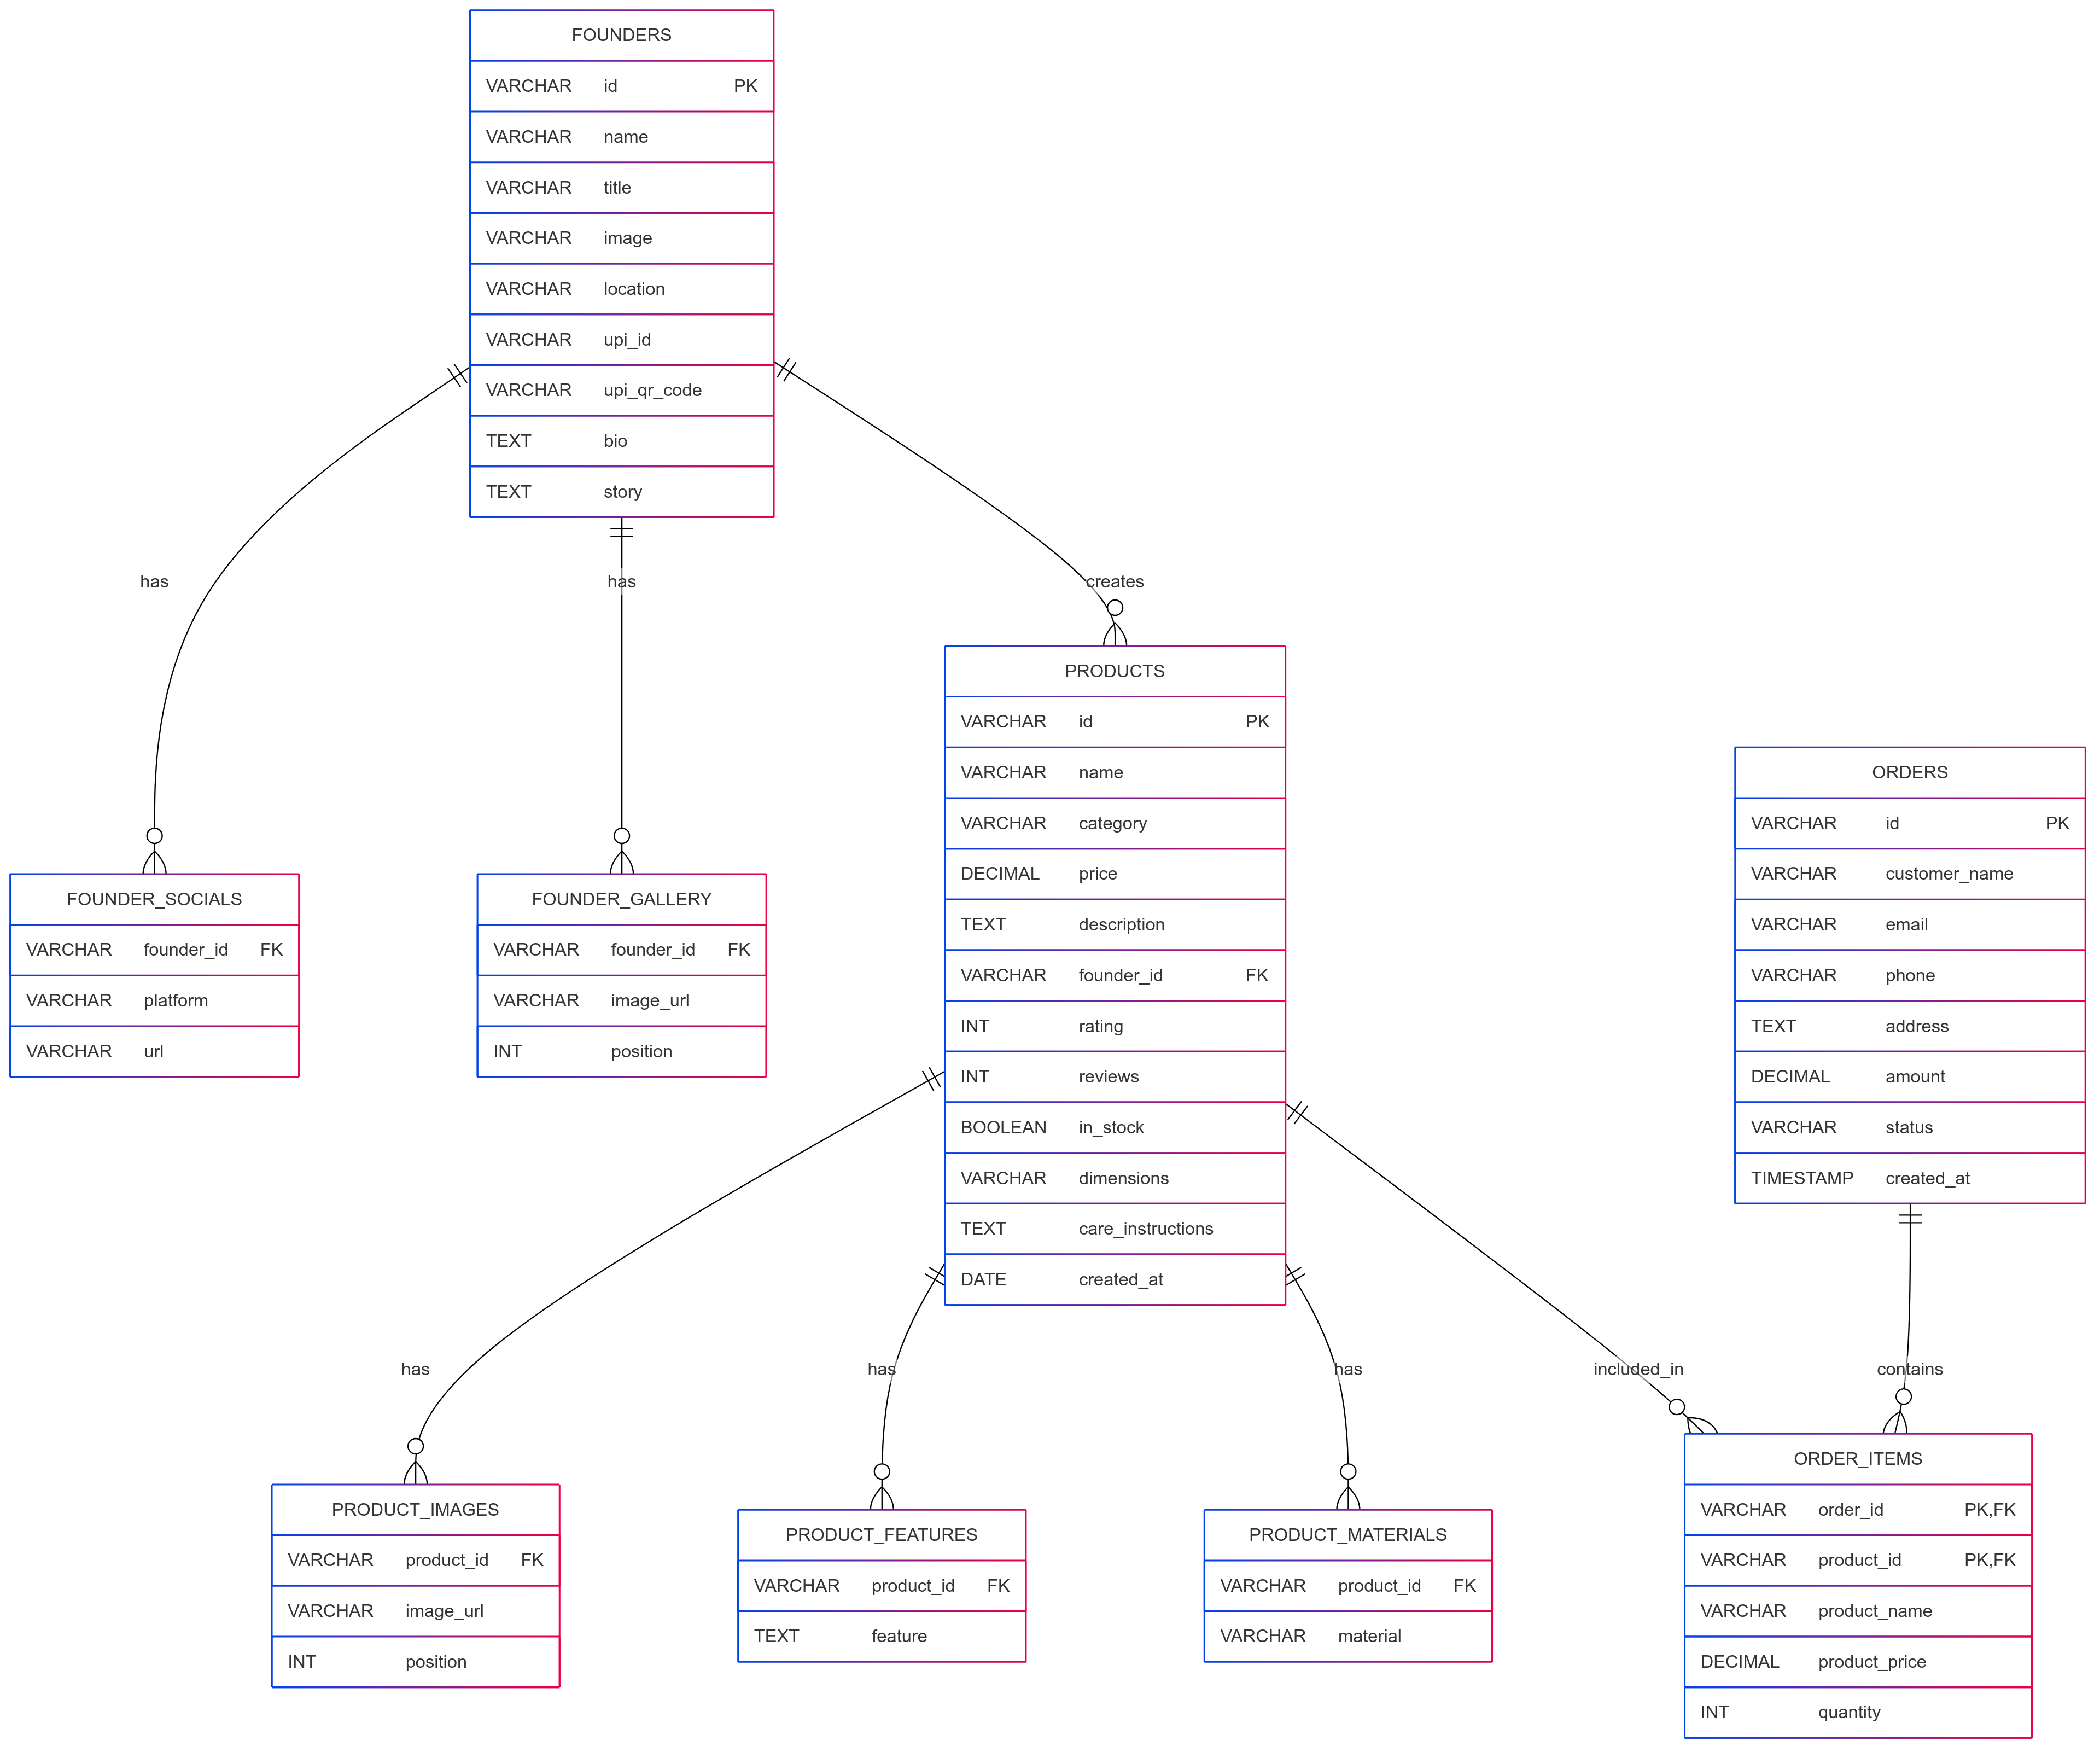 FOUNDERS
VARCHAR id PK
VARCHAR name
VARCHAR title
VARCHAR image
VARCHAR location
VARCHAR upi_id
VARCHAR upi_qr_code
TEXT bio
TEXT story
has
has
creates
PRODUCTS
VARCHAR id PK
VARCHAR name
VARCHAR category
DECIMAL price
TEXT description
VARCHAR founder_id FK
INT rating
INT reviews
BOOLEAN in_stock
VARCHAR dimensions
TEXT care_instructions
DATE created_at
ORDERS
VARCHAR id PK
VARCHAR customer_name
VARCHAR email
VARCHAR phone
TEXT address
DECIMAL amount
VARCHAR status
TIMESTAMP created_at
FOUNDER_SOCIALS
VARCHAR founder_id FK
VARCHAR platform
VARCHAR url
FOUNDER_GALLERY
VARCHAR founder_id FK
VARCHAR image_url
INT position
has
has
has
included_in
contains
PRODUCT_IMAGES
VARCHAR product_id FK
VARCHAR image_url
INT position
PRODUCT_FEATURES
VARCHAR product_id FK
TEXT feature
PRODUCT_MATERIALS
VARCHAR product_id FK
VARCHAR material
ORDER_ITEMS
VARCHAR order_id PK,FK
VARCHAR product_id PK,FK
VARCHAR product_name
DECIMAL product_price
INT quantity